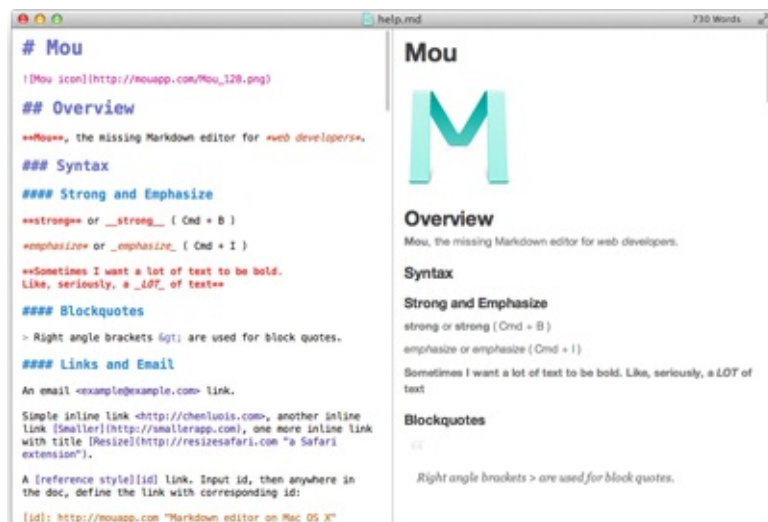 help.md
730 Words
# Mou
![Mou icon](http://mouapp.com/Mou_128.png)
## Overview
**Mou**, the missing Markdown editor for *web developers*.
### Syntax
#### Strong and Emphasize
**strong** or __strong__ ( Cmd + B )
*emphasize* or _emphasize_ ( Cmd + I )
**Sometimes I want a lot of text to be bold.
Like, seriously, a _LOT_ of text**
#### Blockquotes
> Right angle brackets &gt; are used for block quotes.
#### Links and Email
An email <example@example.com> link.
Simple inline link <http://chenluois.com>, another inline
link [Smaller](http://smallerapp.com), one more inline link
with title [Resize](http://resizesafari.com "a Safari
extension").
A [reference style][id] link. Input id, then anywhere in
the doc, define the link with corresponding id:
[id]: http://mouapp.com "Markdown editor on Mac OS X"
Mou
M
Overview
Mou, the missing Markdown editor for web developers.
Syntax
Strong and Emphasize
strong or strong ( Cmd + B )
emphasize or emphasize ( Cmd + I )
Sometimes I want a lot of text to be bold. Like, seriously, a LOT of
text
Blockquotes
“
Right angle brackets > are used for block quotes.